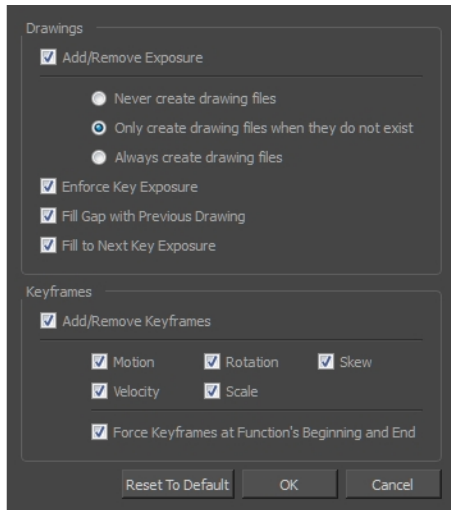 Drawings
Add/Remove Exposure
Never create drawing files
Only create drawing files when they do not exist
Always create drawing files
Enforce Key Exposure
Fill Gap with Previous Drawing
Fill to Next Key Exposure
Keyframes
Add/Remove Keyframes
Motion Rotation Skew
Velocity Scale
Force Keyframes at Function's Beginning and End
Reset To Default OK Cancel